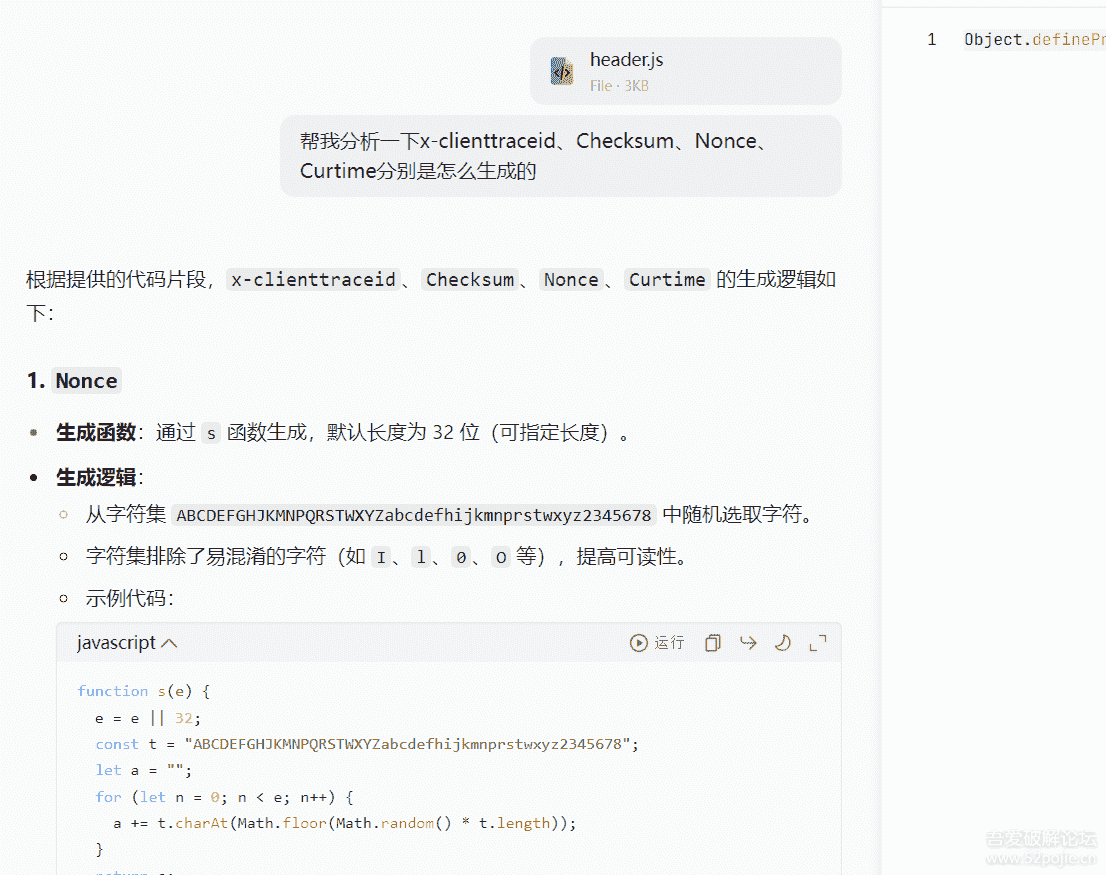 header.js
File · 3KB
帮我分析一下x-clienttraceid、Checksum、Nonce、
Curtime分别是怎么生成的
根据提供的代码片段，x-clienttraceid、Checksum、Nonce、Curtime 的生成逻辑如
下：
1. Nonce
• 生成函数：通过 s 函数生成，默认长度为 32 位（可指定长度）。
• 生成逻辑：
○ 从字符集 ABCDEFGHJKMNPQRSTWXYZabcdefhijkmnprstwxyz2345678 中随机选取字符。
○ 字符集排除了易混淆的字符（如 I、l、0、O 等），提高可读性。
○ 示例代码：
javascript
运行
function s(e) {
e = e || 32;
const t = "ABCDEFGHJKMNPQRSTWXYZabcdefhijkmnprstwxyz2345678";
let a = "";
for (let n = 0; n < e; n++) {
a += t.charAt(Math.floor(Math.random() * t.length));
}
1 Object.definePr
吾爱破解论坛
www.52pojie.cn